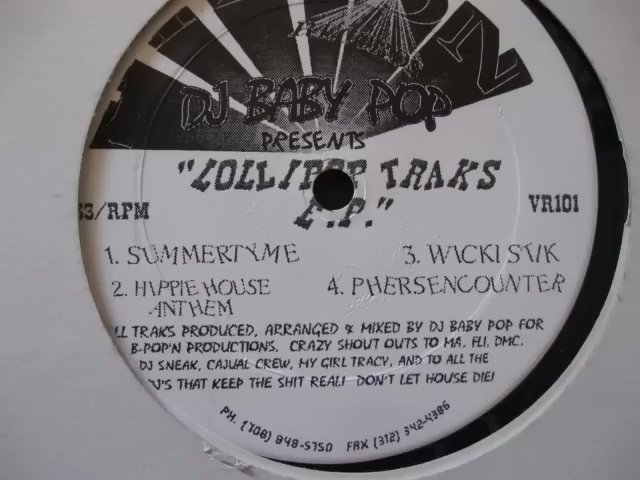 DJ BABY POP
PRESENTS
"LOLLIPOP TRAKS
E.P."
33/RPM
VR101
1. SUMMERTYME
2. HIPPIE HOUSE
ANTHEM
3. WICKI STIK
4. PHERSENCOUNTER
LL TRAKS PRODUCED, ARRANGED & MIXED BY DJ BABY POP FOR
B-POP'N PRODUCTIONS. CRAZY SHOUT OUTS TO MA, FLI, DMC,
DJ SNEAK, CAJUAL CREW, MY GIRL TRACY, AND TO ALL THE
U'S THAT KEEP THE SHIT REAL! DON'T LET HOUSE DIE!
PH. (708) 848-5750 FAX (312) 342-4386